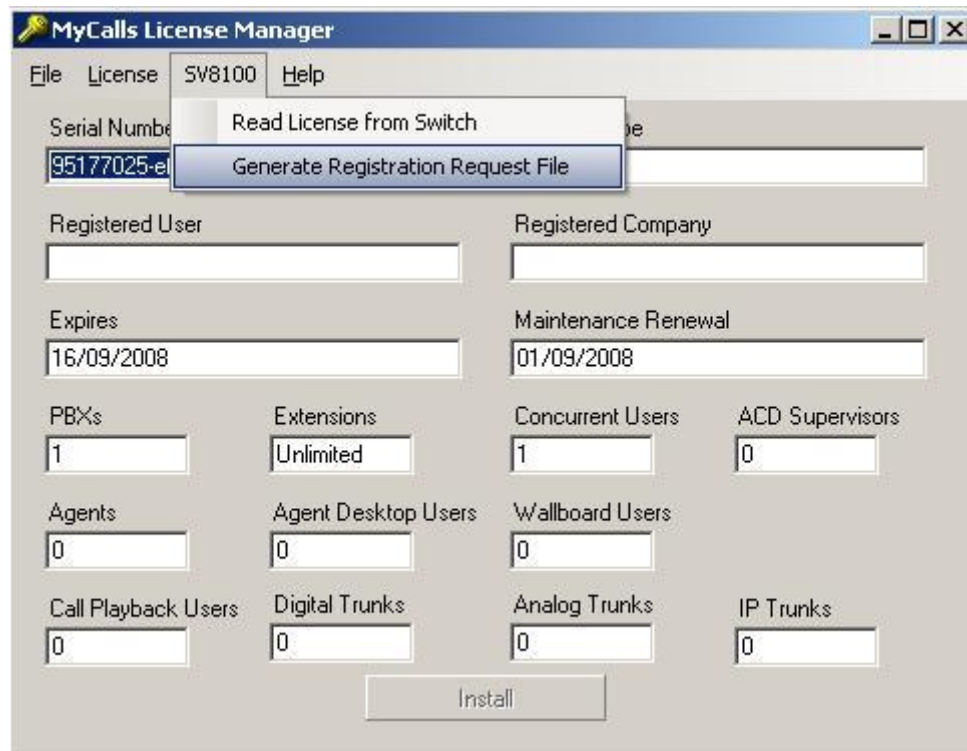 MyCalls License Manager
File License SV8100 Help
Read License from Switch
Generate Registration Request File
Serial Numbe
95177025-e
Registered User
Registered Company
Expires
Maintenance Renewal
16/09/2008
01/09/2008
PBXs
Extensions
Concurrent Users
ACD Supervisors
1
Unlimited
1
0
Agents
Agent Desktop Users
Wallboard Users
0
0
0
Call Playback Users
Digital Trunks
Analog Trunks
IP Trunks
0
0
0
0
Install